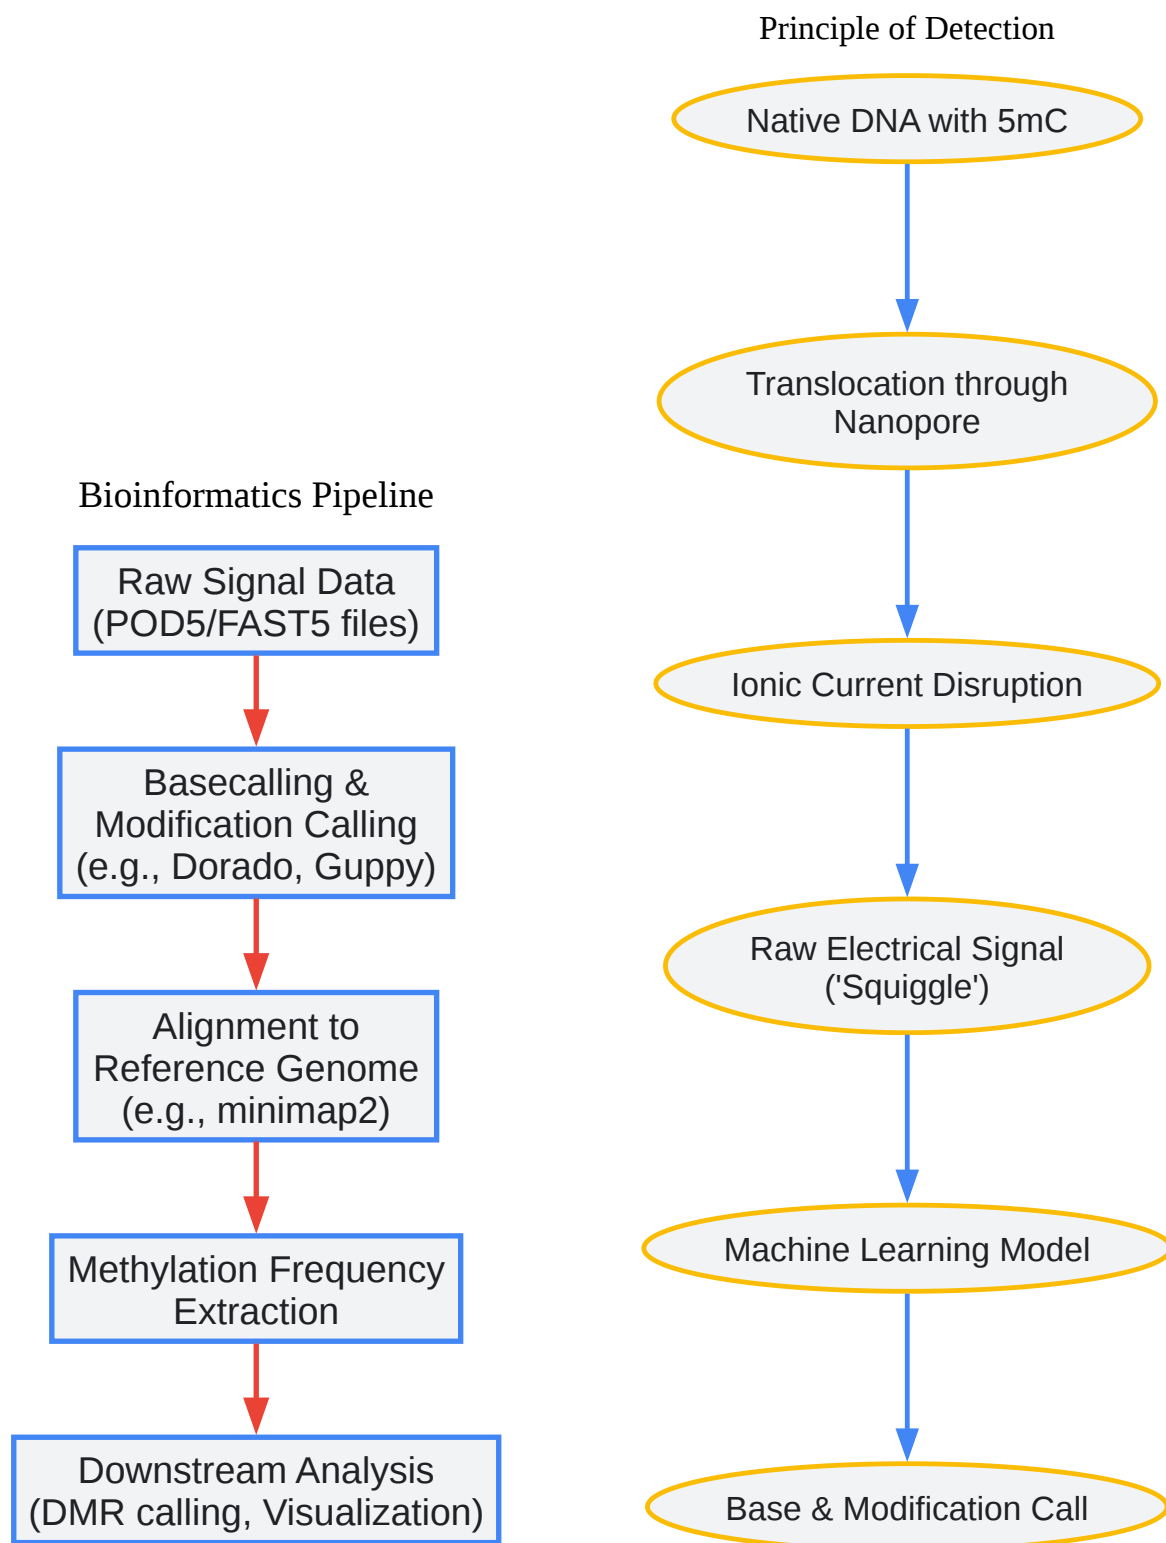 Principle of Detection
Native DNA with 5mC
Translocation through
Nanopore
Ionic Current Disruption
Raw Electrical Signal
('Squiggle')
Machine Learning Model
Base & Modification Call
Bioinformatics Pipeline
Raw Signal Data
(POD5/FAST5 files)
Basecalling &
Modification Calling
(e.g., Dorado, Guppy)
Alignment to
Reference Genome
(e.g., minimap2)
Methylation Frequency
Extraction
Downstream Analysis
(DMR calling, Visualization)